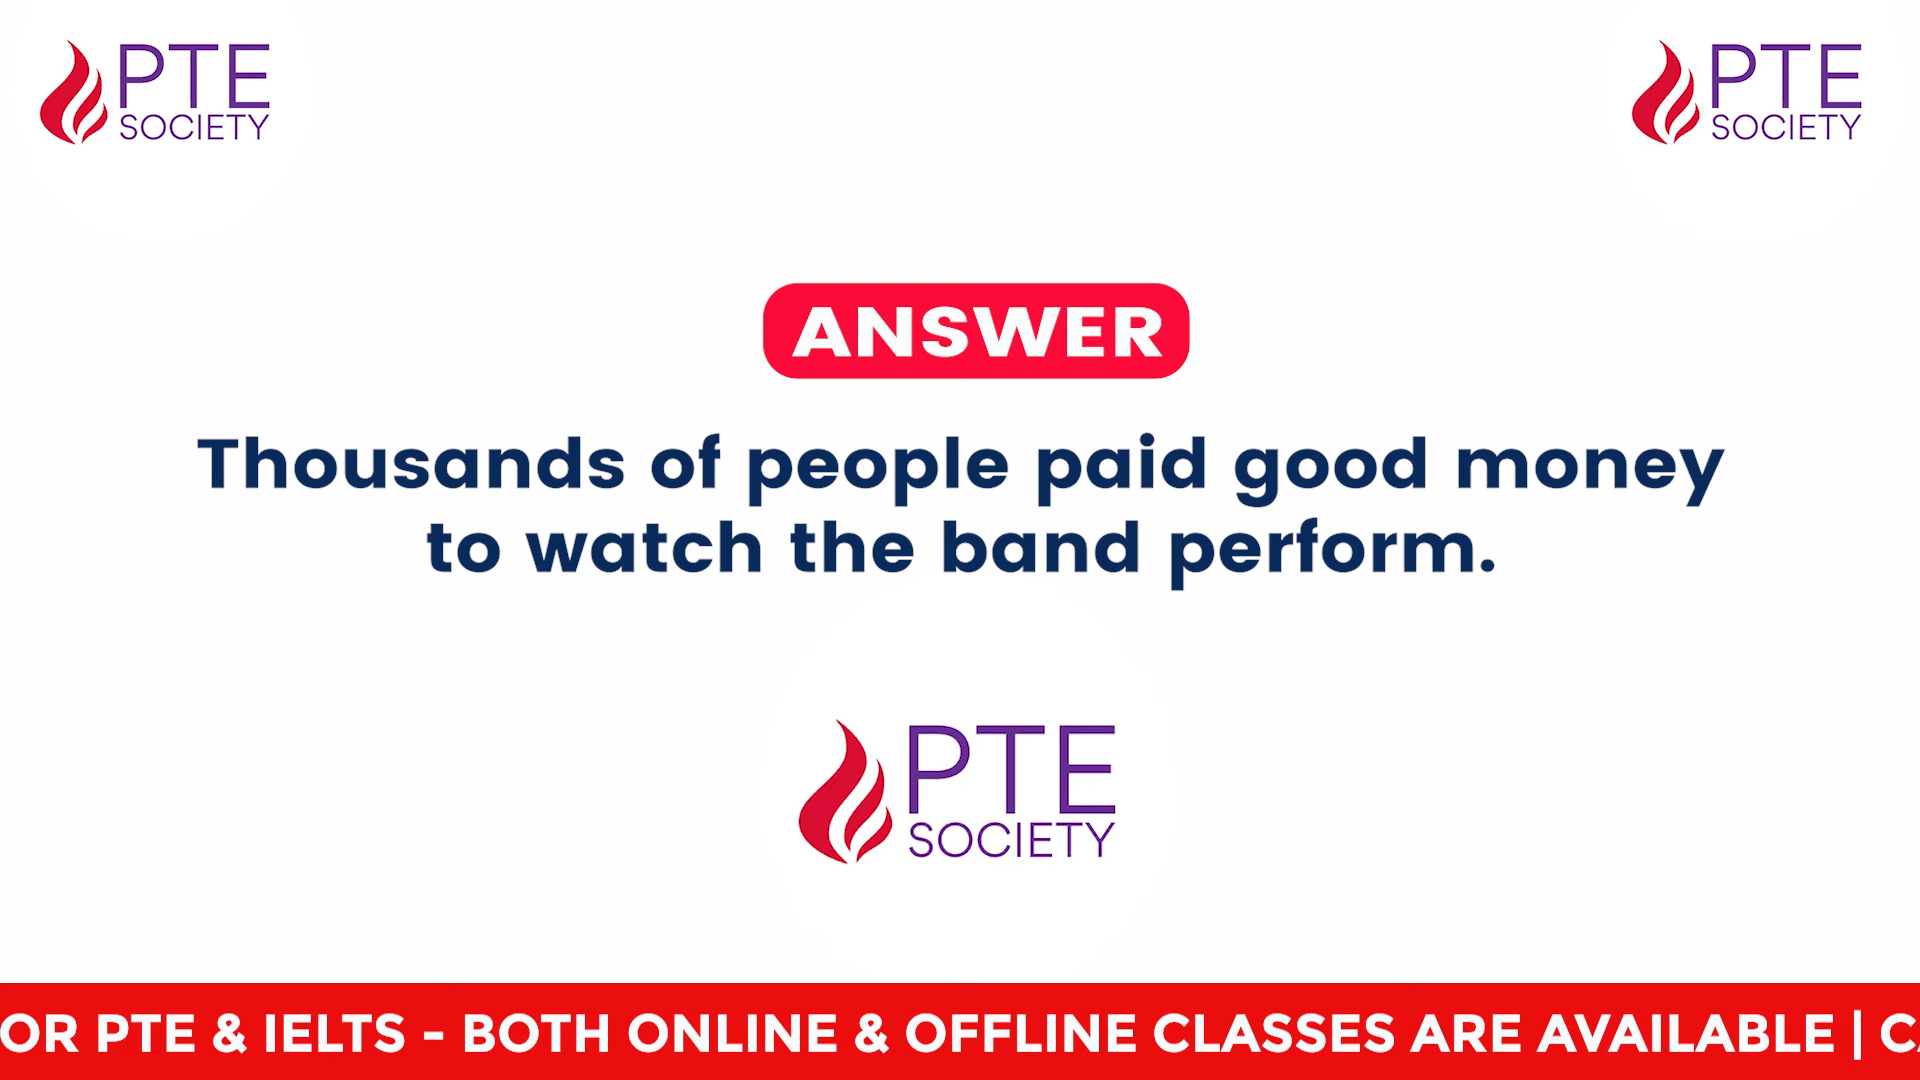 PTE
SOCIETY
PTE
SOCIETY
ANSWER
Thousands of people paid good money
to watch the band perform.
PTE
SOCIETY
OR PTE & IELTS - BOTH ONLINE & OFFLINE CLASSES ARE AVAILABLE |